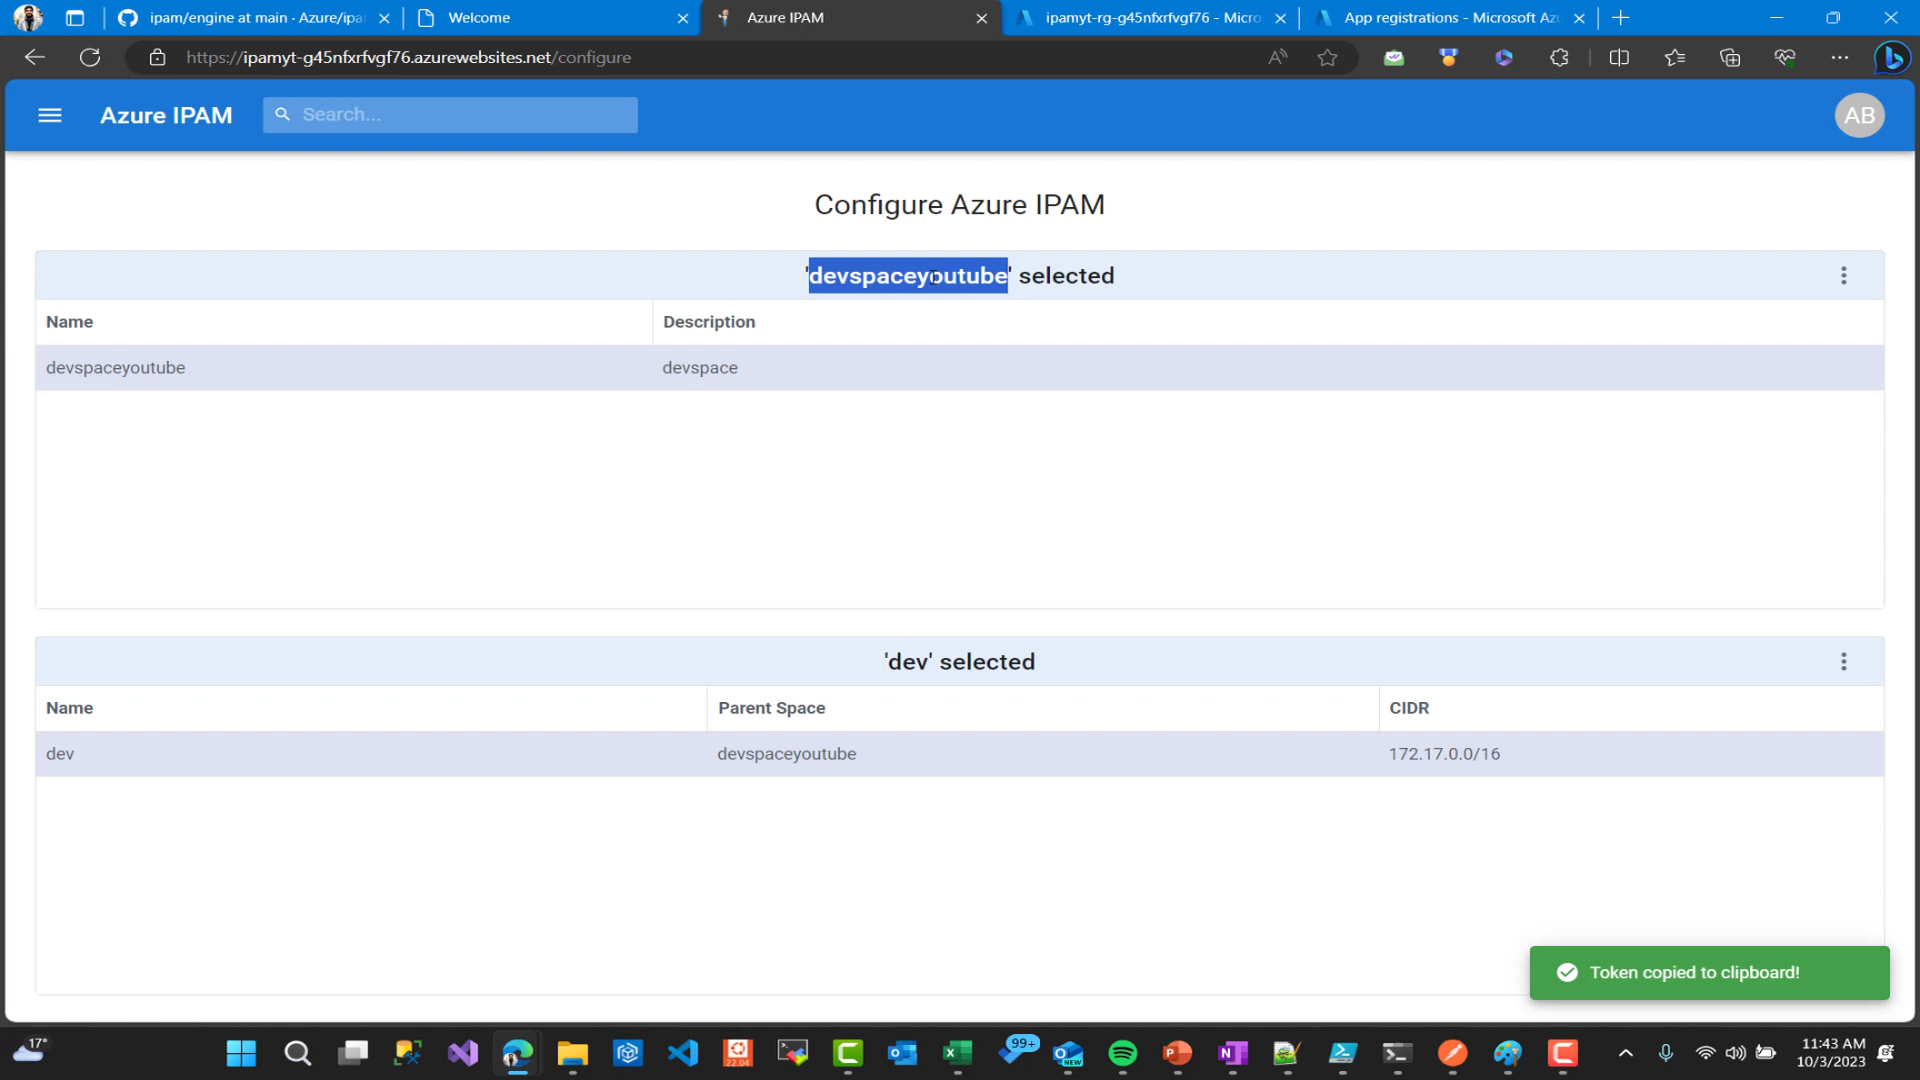 ipam/engine at main · Azure/ipa
Welcome
Azure IPAM
ipamyt-rg-g45nfxrfvgf76 - Micro
App registrations - Microsoft Az
https://ipamyt-g45nfxrfvgf76.azurewebsites.net/configure
Azure IPAM
Search...
AB
Configure Azure IPAM
'devspaceyoutube' selected
Name
Description
devspaceyoutube
devspace
'dev' selected
Name
Parent Space
CIDR
dev
devspaceyoutube
172.17.0.0/16
Token copied to clipboard!
17°
22.04
99+
NEW
11:43 AM
10/3/2023